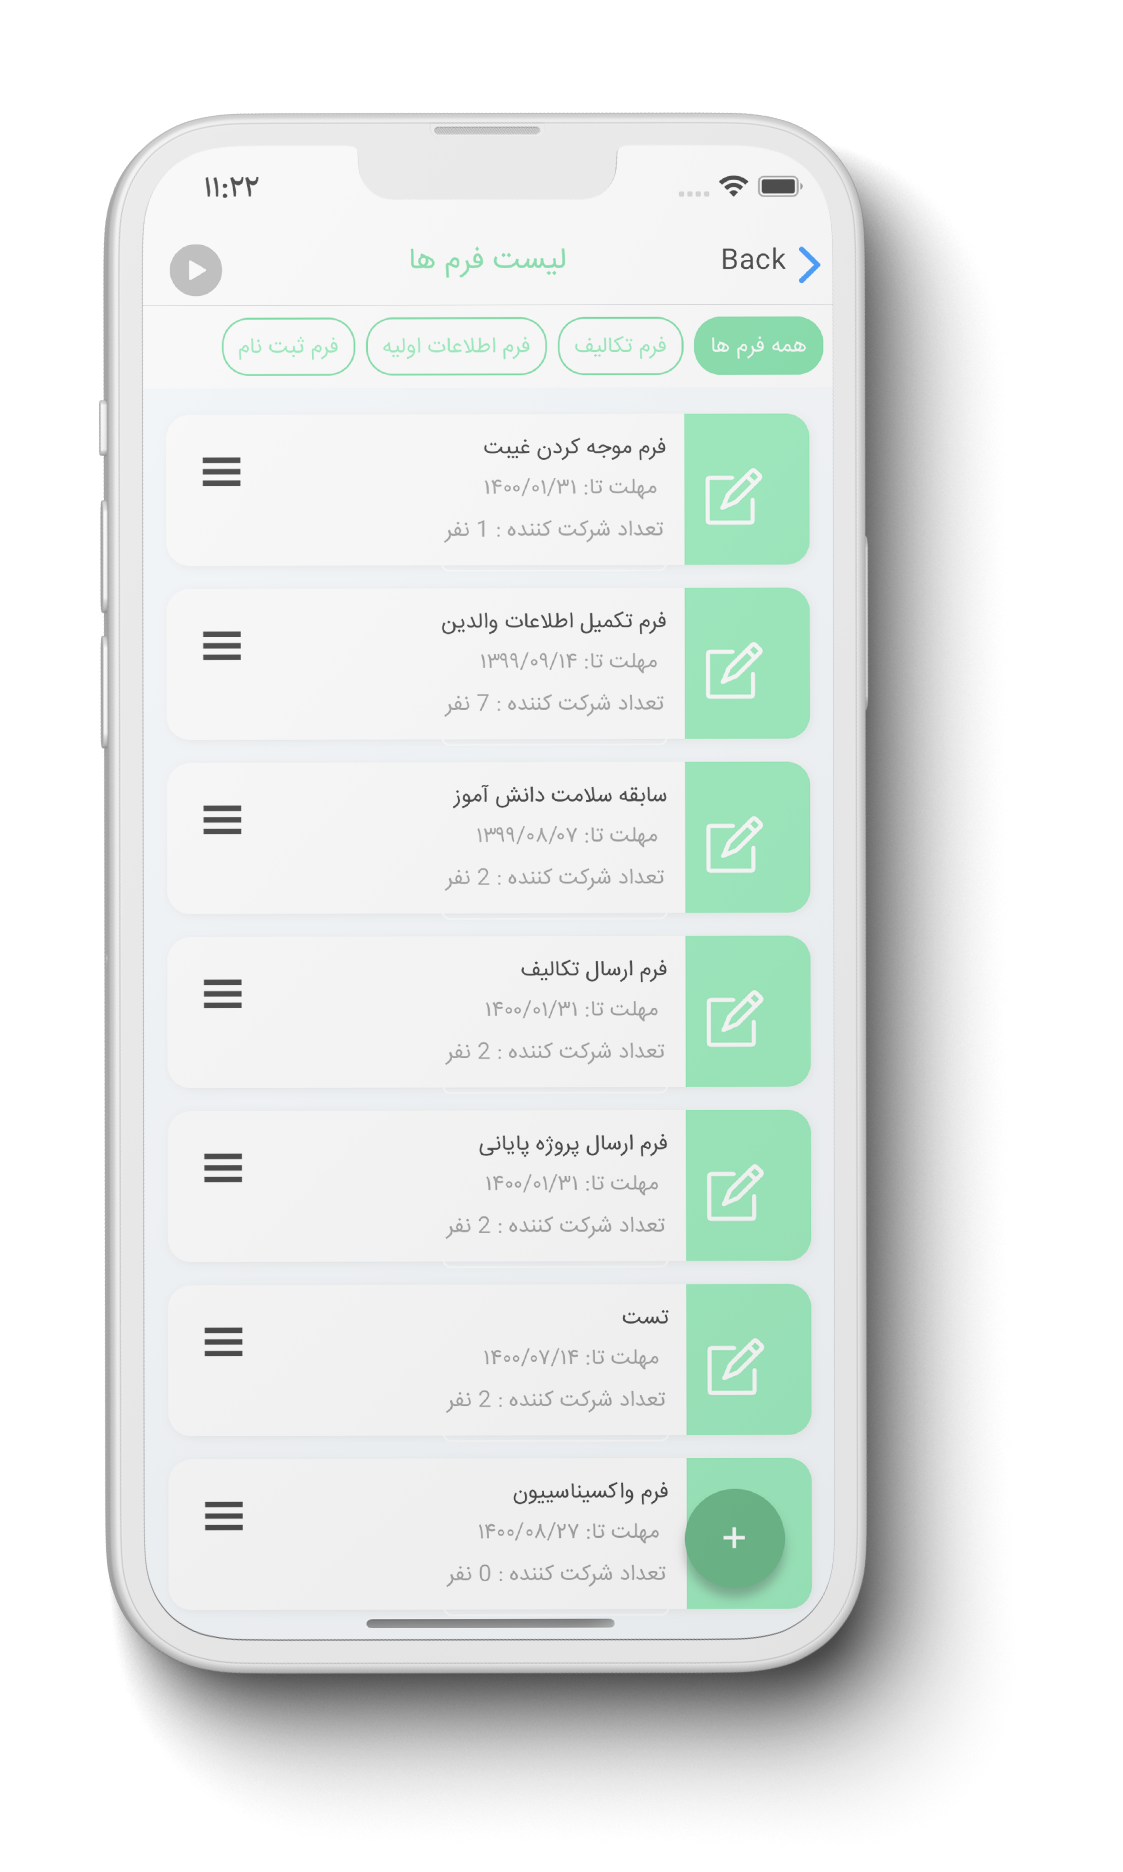 ۱۱:۲۲
Back
لیست فرم ها
همه فرم ها
فرم تکالیف
فرم اطلاعات اولیه
فرم ثبت نام
فرم موجه کردن غیبت
مهلت تا: ۱۴۰۰/۰۱/۳۱
تعداد شرکت کننده : 1 نفر
فرم تکمیل اطلاعات والدین
مهلت تا: ۱۳۹۹/۰۹/۱۴
تعداد شرکت کننده : 7 نفر
سابقه سلامت دانش آموز
مهلت تا: ۱۳۹۹/۰۸/۰۷
تعداد شرکت کننده : 2 نفر
فرم ارسال تکالیف
مهلت تا: ۱۴۰۰/۰۱/۳۱
تعداد شرکت کننده : 2 نفر
فرم ارسال پروژه پایانی
مهلت تا: ۱۴۰۰/۰۱/۳۱
تعداد شرکت کننده : 2 نفر
تست
مهلت تا: ۱۴۰۰/۰۷/۱۴
تعداد شرکت کننده : 2 نفر
فرم واکسیناسییون
مهلت تا: ۱۴۰۰/۰۸/۲۷
تعداد شرکت کننده : 0 نفر